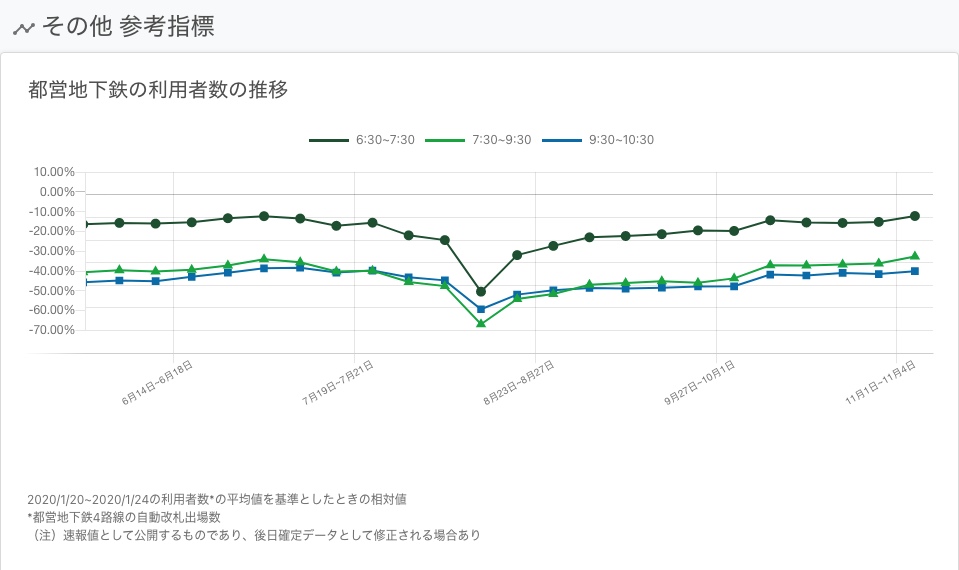 その他 参考指標
都営地下鉄の利用者数の推移
6:30~7:30 7:30~9:30 9:30~10:30
10.00%
0.00%
-10.00%
-20.00%
-30.00%
-40.00%
-50.00%
-60.00%
-70.00%
6月14日~6月18日
7月19日~7月21日
8月23日~8月27日
9月27日~10月1日
11月1日~11月4日
2020/1/20~2020/1/24の利用者数*の平均値を基準としたときの相対値
*都営地下鉄4路線の自動改札出場数
（注）速報値として公開するものであり、後日確定データとして修正される場合あり